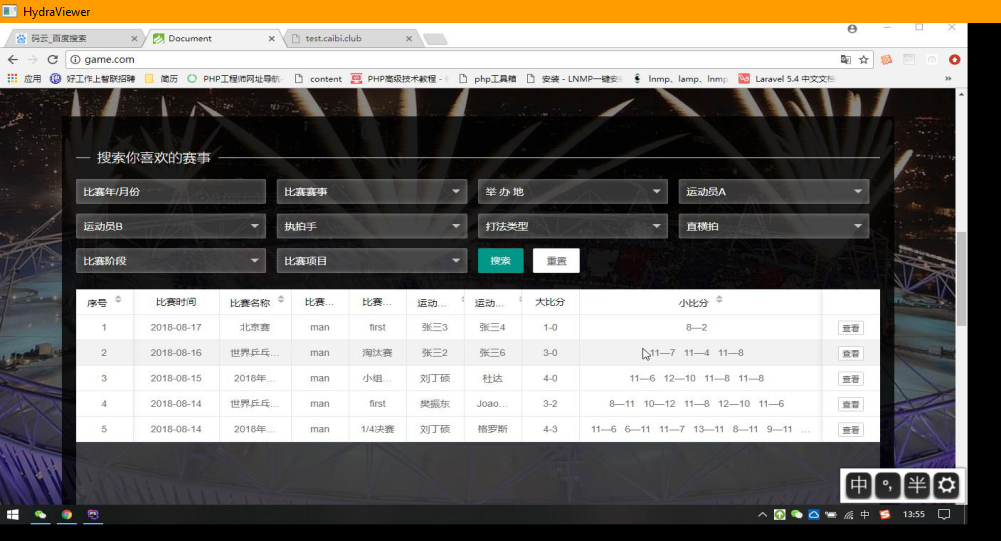 HydraViewer
码云_百度搜索 Document test.caibi.club
game.com
应用 好工作上智联招聘 简历 PHP工程师网址导航- content PHP高级技术教程 - php工具箱 安装 - LNMP一键安 lnmp、lamp、lnmp Laravel 5.4 中文文档 »
搜索你喜欢的赛事
比赛年/月份 比赛赛事 举 办 地 运动员A
运动员B 执拍手 打法类型 直横拍
比赛阶段 比赛项目 搜索 重置
序号 比赛时间 比赛名称 比赛... 比赛... 运动... 运动... 大比分 小比分
1 2018-08-17 北京赛 man first 张三3 张三4 1-0 8—2 查看
2 2018-08-16 世界乒乓... man 淘汰赛 张三2 张三6 3-0 11—7 11—4 11—8 查看
3 2018-08-15 2018年... man 小组... 刘丁硕 杜达 4-0 11—6 12—10 11—8 11—8 查看
4 2018-08-14 世界乒乓... man first 樊振东 Joao... 3-2 8—11 10—12 11—8 12—10 11—6 查看
5 2018-08-14 2018年... man 1/4决赛 刘丁硕 格罗斯 4-3 11—6 6—11 11—7 13—11 8—11 9—11 ... 查看
中 °, 半
中 13:55